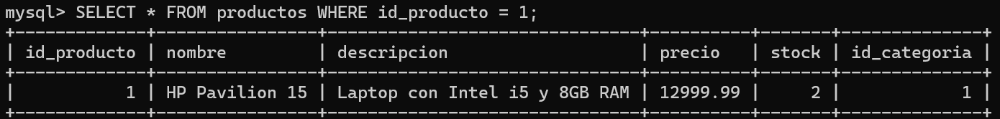 mysql> SELECT * FROM productos WHERE id_producto = 1;
+-------------+---------------+-----------------------------+----------+-------+--------------+
| id_producto | nombre        | descripcion                 | precio   | stock | id_categoria |
+-------------+---------------+-----------------------------+----------+-------+--------------+
|           1 | HP Pavilion 15 | Laptop con Intel i5 y 8GB RAM | 12999.99 |     2 |            1 |
+-------------+---------------+-----------------------------+----------+-------+--------------+